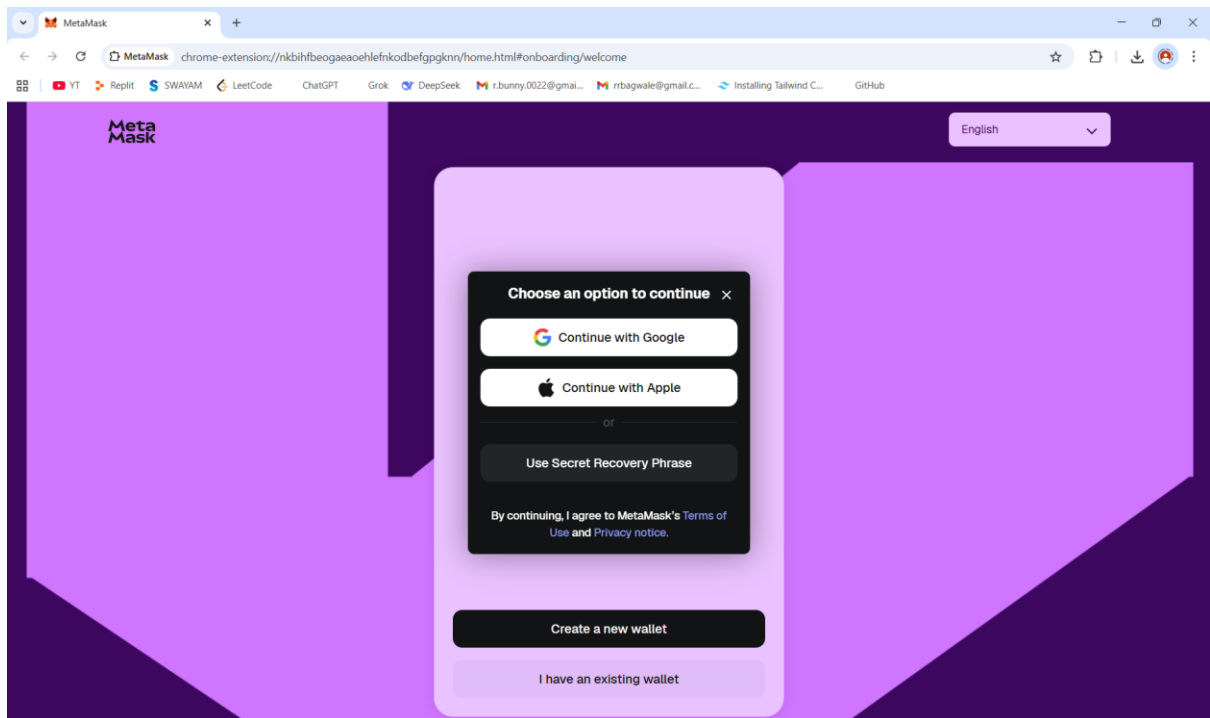 MetaMask
MetaMask chrome-extension://nkbihfbeogaeaoehlefnkodbefgpgknn/home.html#onboarding/welcome
YT Replit SWAYAM LeetCode ChatGPT Grok DeepSeek r.bunny.0022@gmai... rrbagwale@gmail.c... Installing Tailwind C... GitHub
Meta
Mask
English
Choose an option to continue
Continue with Google
Continue with Apple
or
Use Secret Recovery Phrase
By continuing, I agree to MetaMask's Terms of
Use and Privacy notice.
Create a new wallet
I have an existing wallet